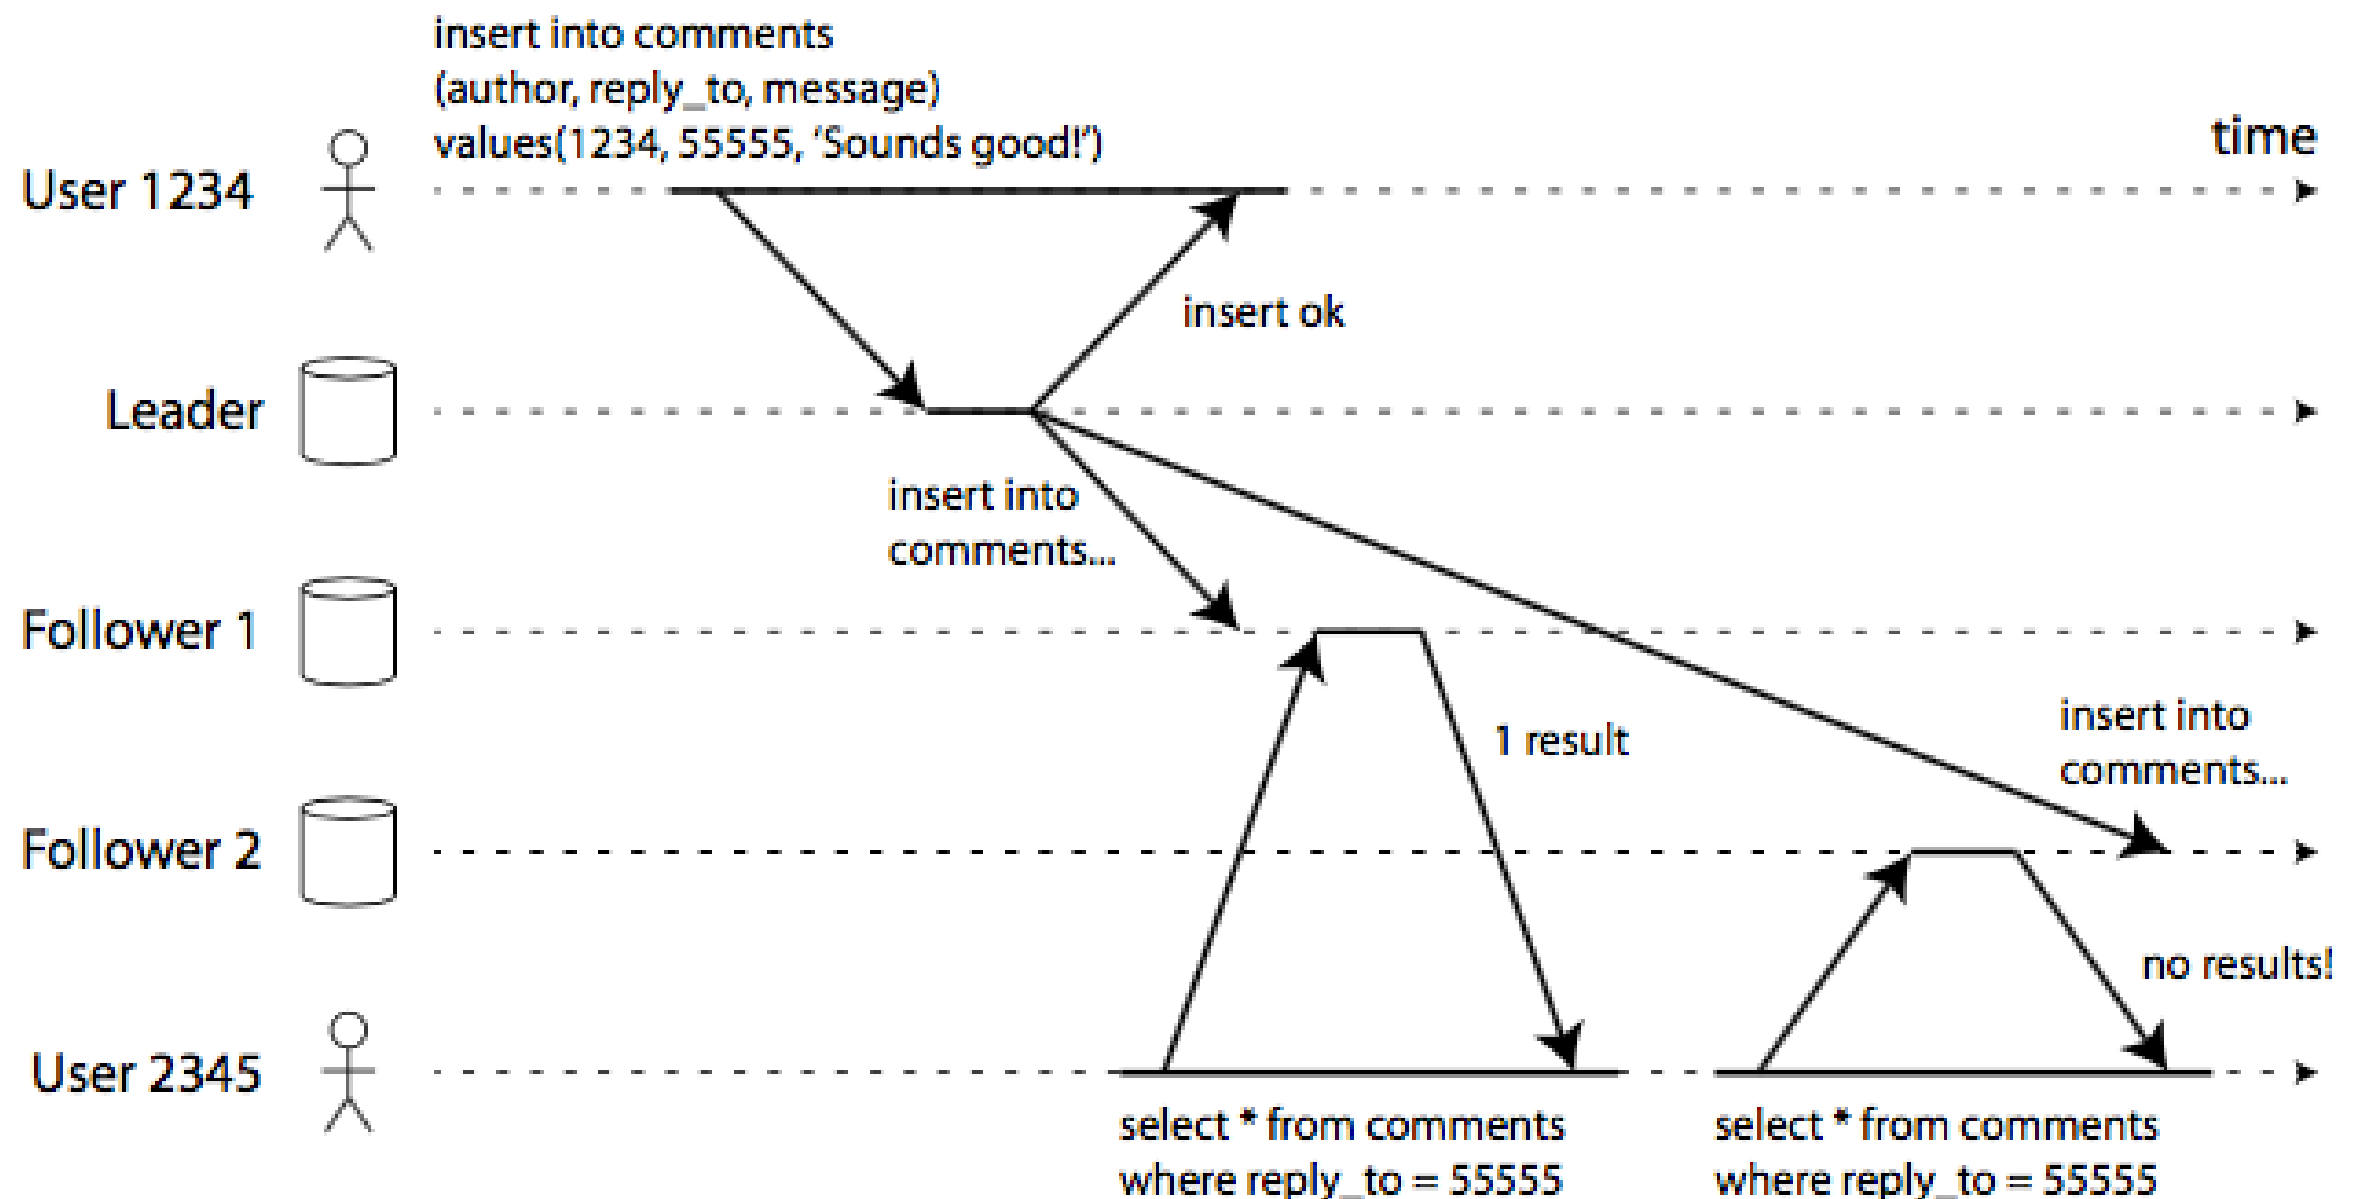 insert into comments
(author, reply_to, message)
values(1234, 55555, ‘Sounds good!’)
time
User 1234
insert ok
Leader
insert into
comments...
Follower 1
1 result
insert into
comments...
Follower 2
no results!
User 2345
select * from comments
where reply_to = 55555
select * from comments
where reply_to = 55555